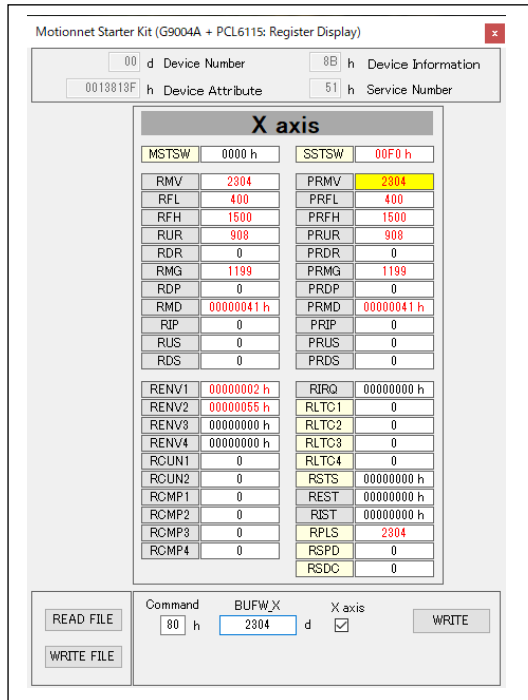 Motionnet Starter Kit (G9004A + PCL6115: Register Display) x
00 d Device Number 8B h Device Information
0013813F h Device Attribute 51 h Service Number
X axis
MSTSW 0000 h SSTSW 00F0 h
RMV 2304 PRMV 2304
RFL 400 PRFL 400
RFH 1500 PRFH 1500
RUR 908 PRUR 908
RDR 0 PRDR 0
RMG 1199 PRMG 1199
RDP 0 PRDP 0
RMD 00000041 h PRMD 00000041 h
RIP 0 PRIP 0
RUS 0 PRUS 0
RDS 0 PRDS 0
RENV1 00000002 h RIRQ 00000000 h
RENV2 00000055 h RLTC1 0
RENV3 00000000 h RLTC2 0
RENV4 00000000 h RLTC3 0
RCUN1 0 RLTC4 0
RCUN2 0 RSTS 00000000 h
RCMP1 0 REST 00000000 h
RCMP2 0 RIST 00000000 h
RCMP3 0 RPLS 2304
RCMP4 0 RSPD 0
RSDC 0
READ FILE
WRITE FILE
Command BUFW_X X axis
80 h 2304 d WRITE